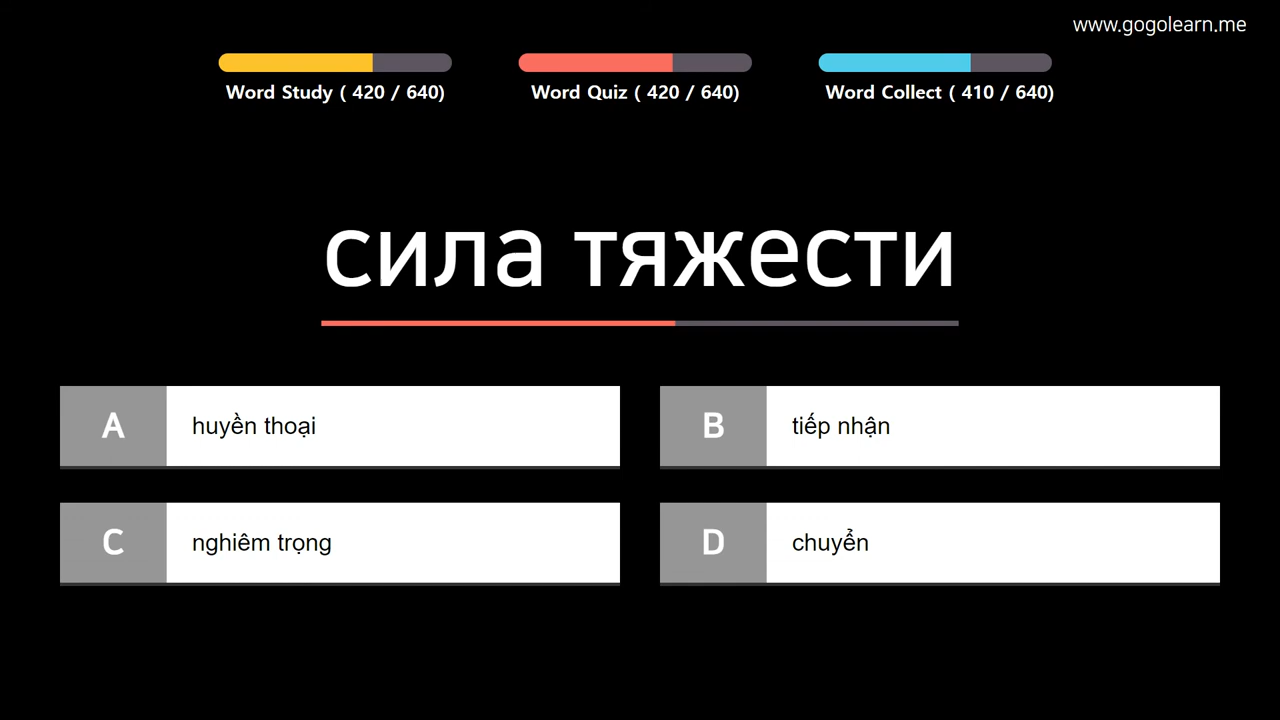 www.gogolearn.me
Word Study ( 420 / 640)
Word Quiz ( 420 / 640)
Word Collect ( 410 / 640)
сила тяжести
A huyền thoại
B tiếp nhận
C nghiêm trọng
D chuyển